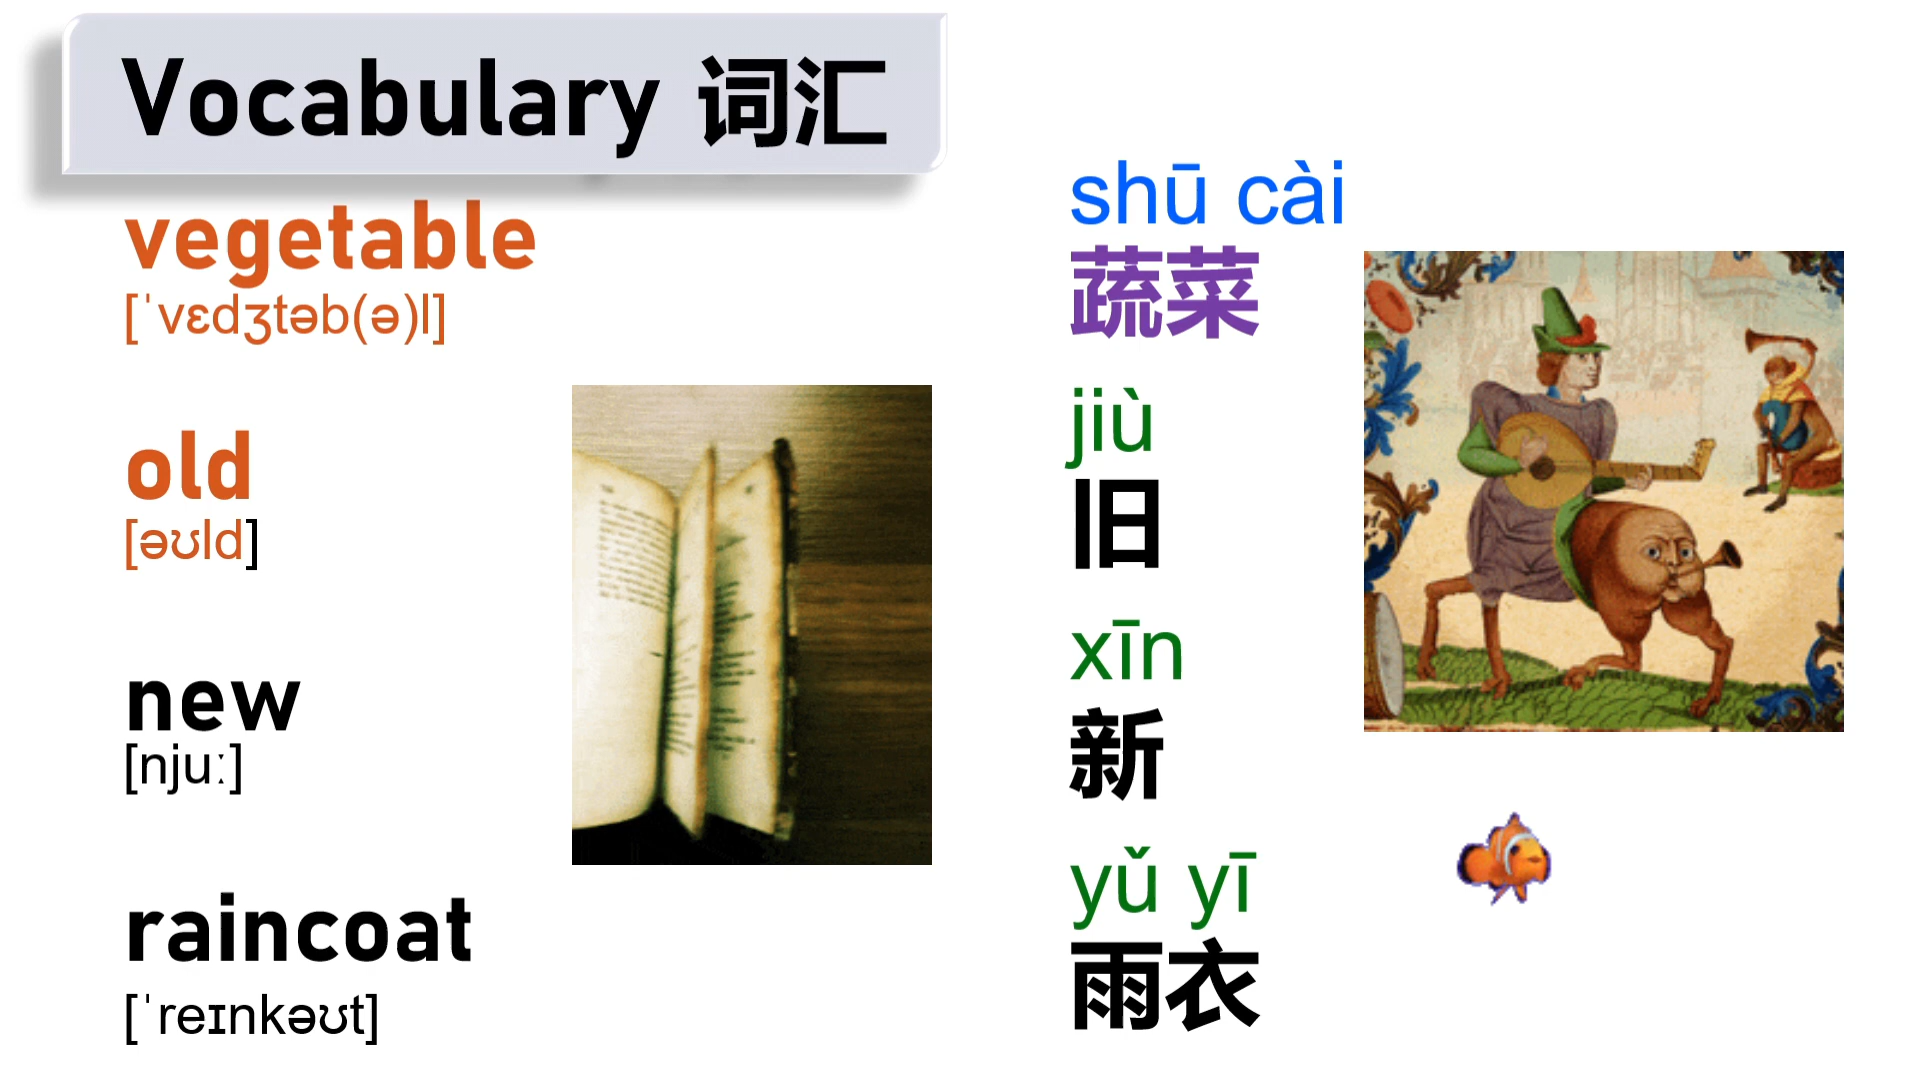 Vocabulary 词汇
vegetable
[ˈvɛdʒtəb(ə)l]
old
[əʊld]
new
[njuː]
raincoat
[ˈreɪnkəʊt]
shū cài
蔬菜
jiù
旧
xīn
新
yǔ yī
雨衣